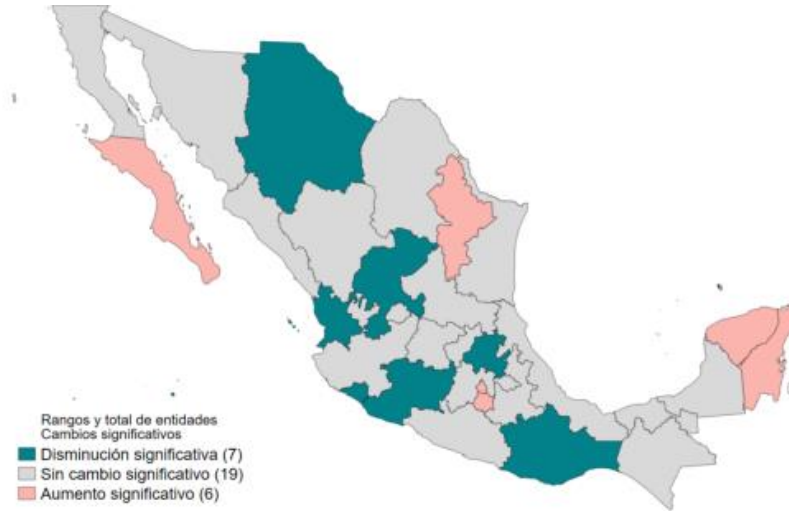 Rangos y total de entidades
Cambios significativos
Disminución significativa (7)
Sin cambio significativo (19)
Aumento significativo (6)